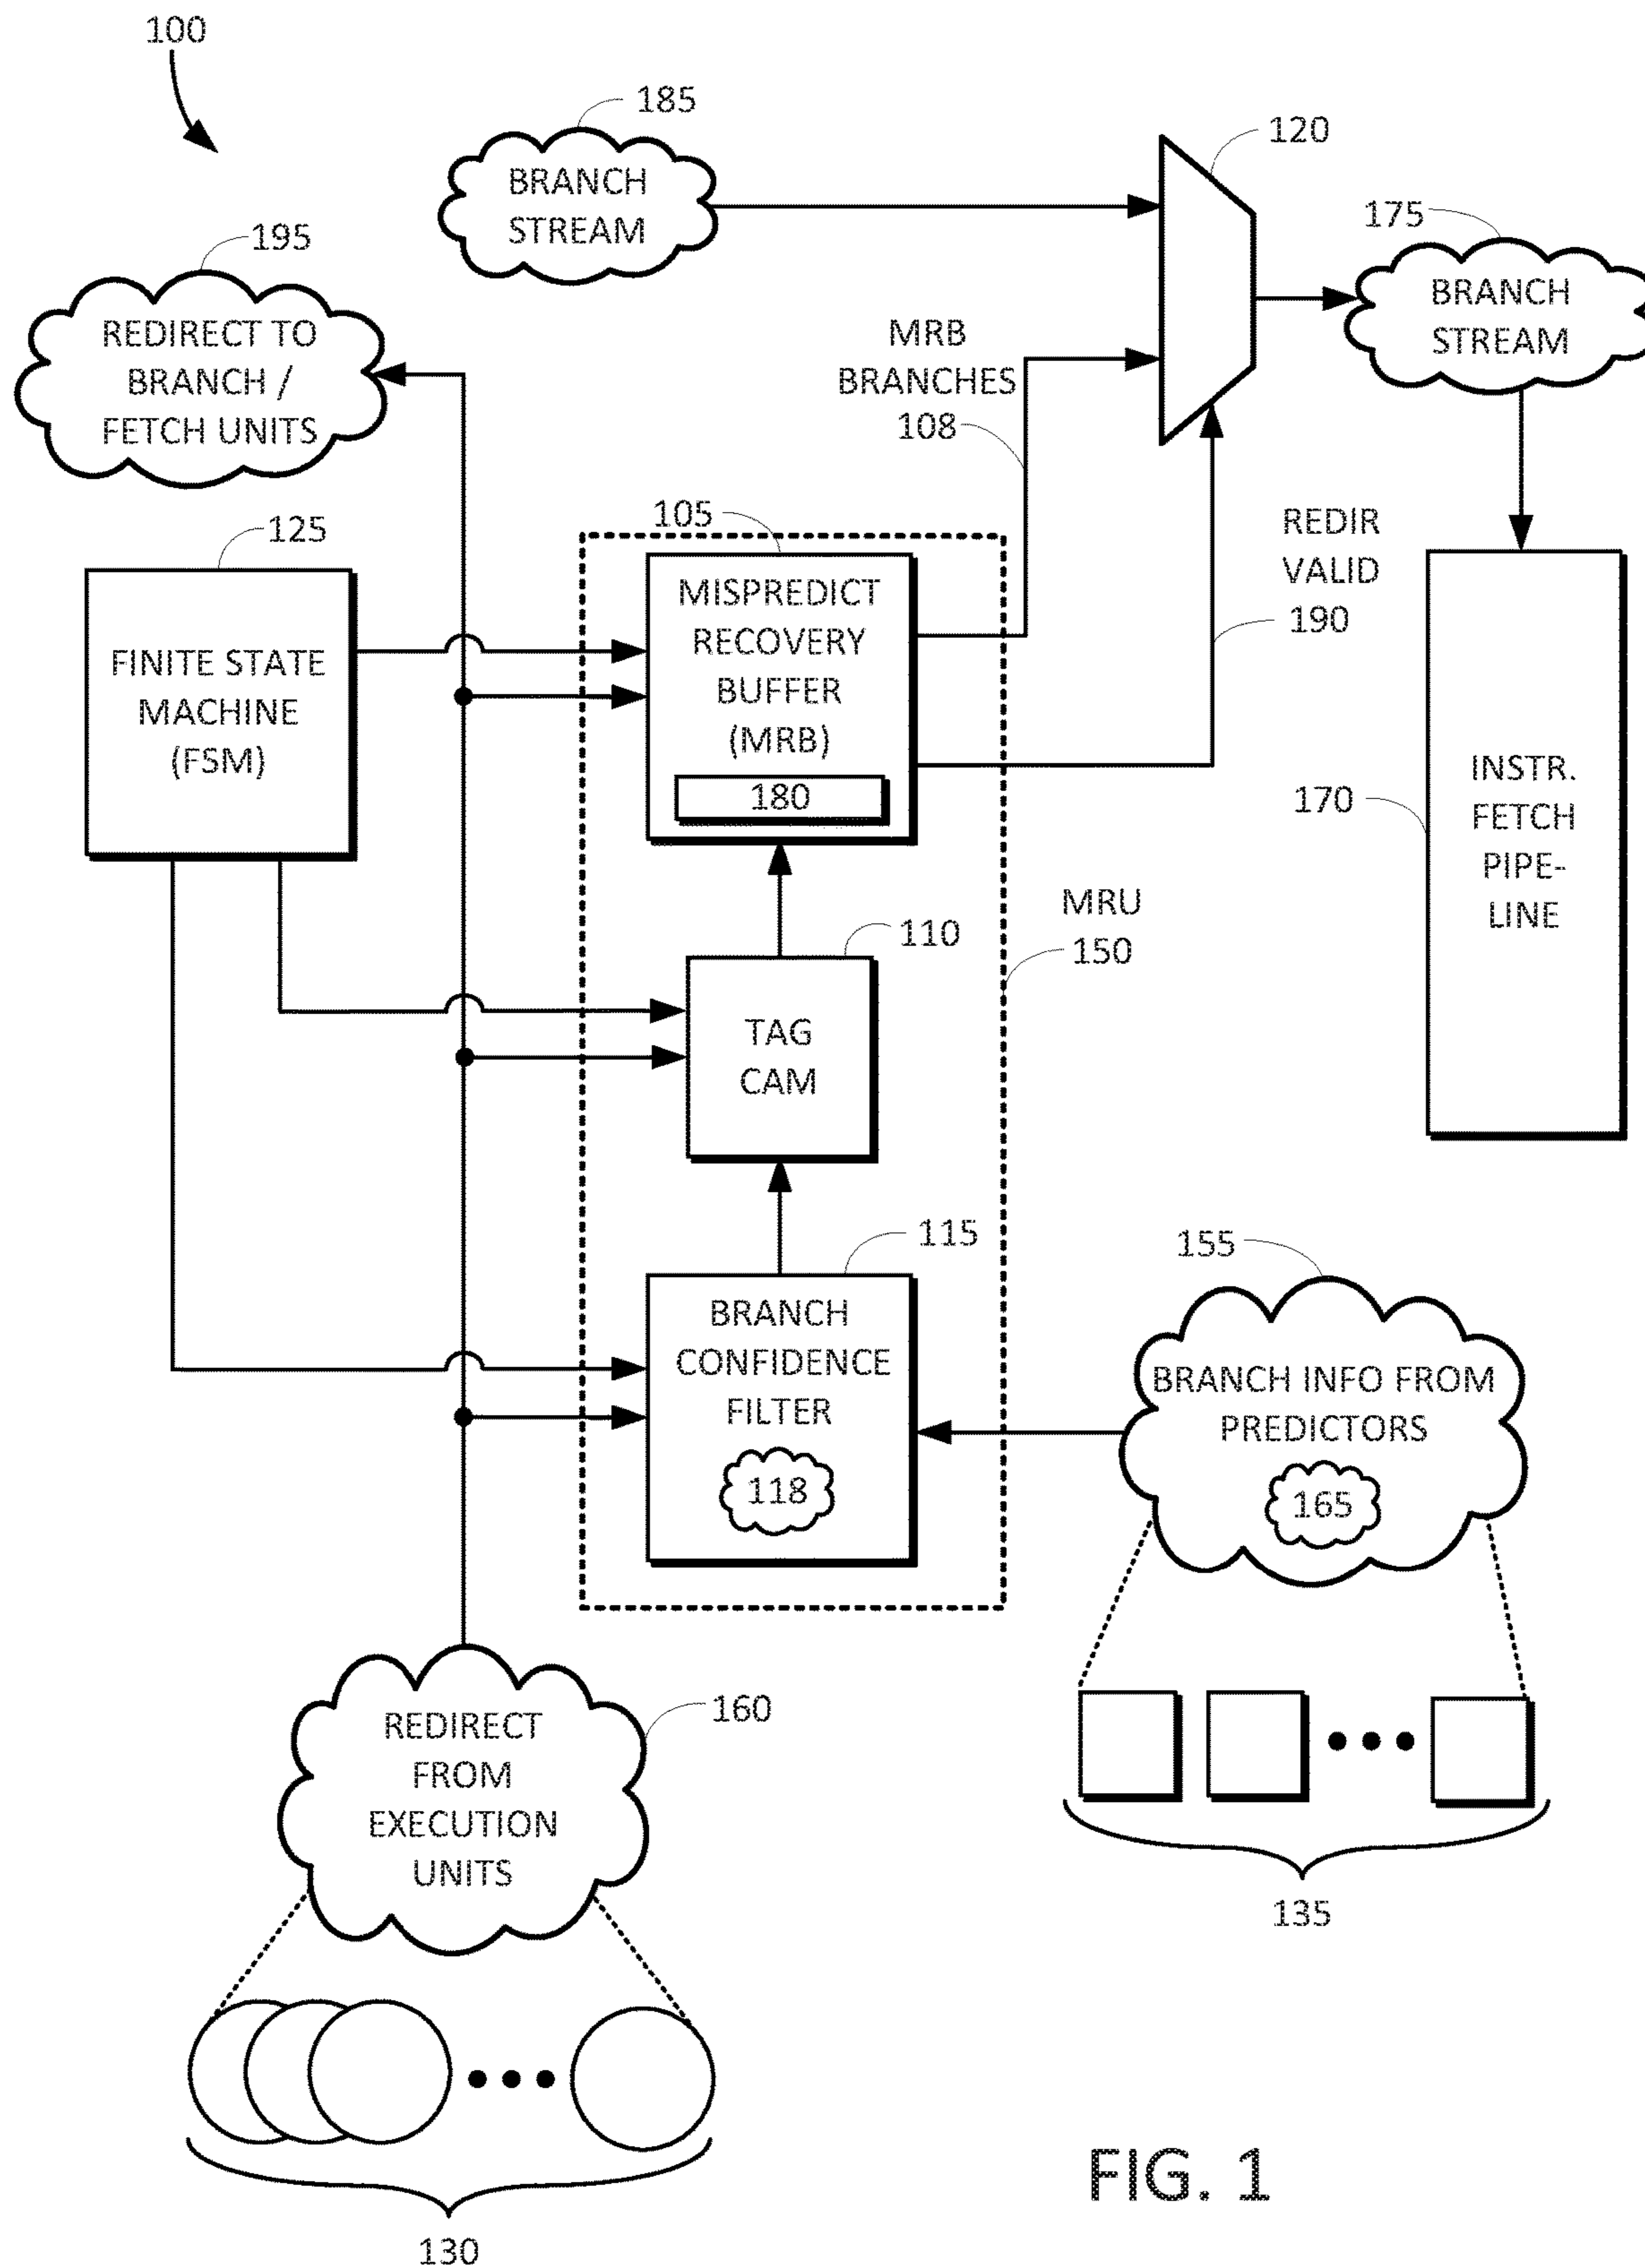 100
185
BRANCH
STREAM
120
175
BRANCH
STREAM
195
REDIRECT TO
BRANCH /
FETCH UNITS
MRB
BRANCHES
108
125
FINITE STATE
MACHINE
(FSM)
105
MISPREDICT
RECOVERY
BUFFER
(MRB)
180
REDIR
VALID
190
170
INSTR.
FETCH
PIPE-
LINE
MRU
150
110
TAG
CAM
115
BRANCH
CONFIDENCE
FILTER
118
155
BRANCH INFO FROM
PREDICTORS
165
160
REDIRECT
FROM
EXECUTION
UNITS
135
130
FIG. 1